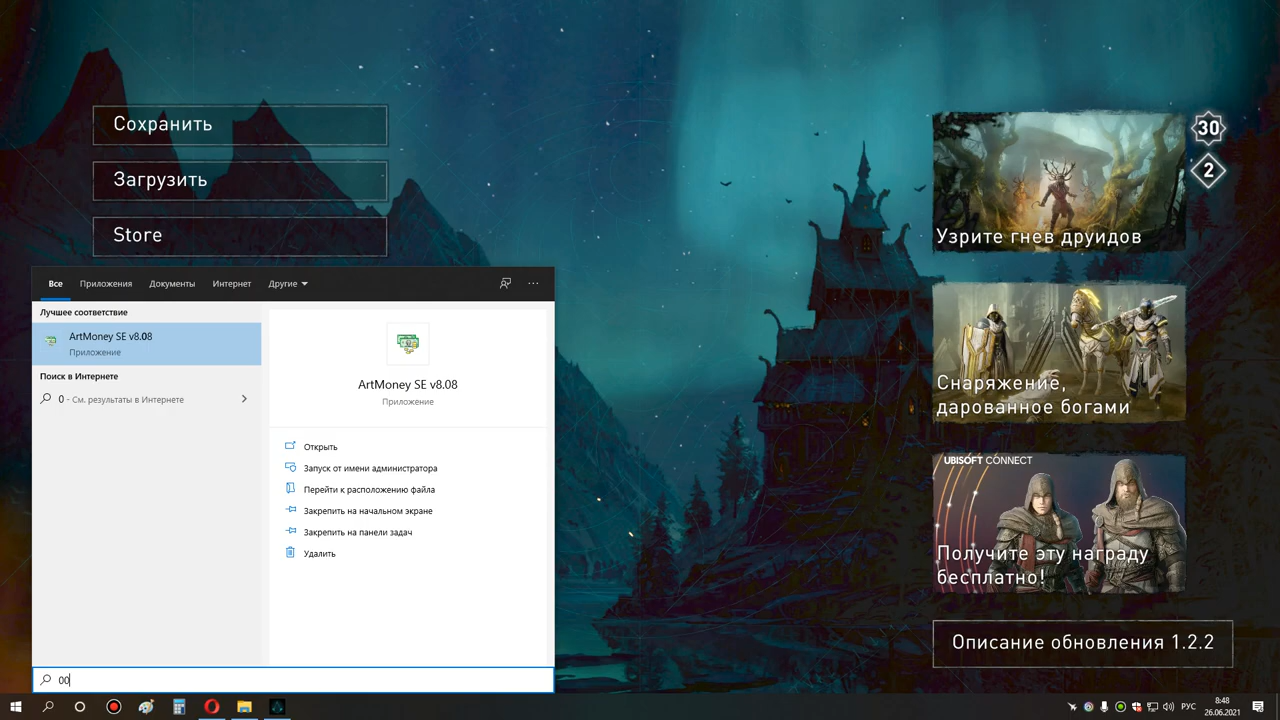 Сохранить
Загрузить
Store
30
2
Узрите гнев друидов
Снаряжение,
дарованное богами
UBISOFT CONNECT
Получите эту награду
бесплатно!
Описание обновления 1.2.2
Все
Приложения
Документы
Интернет
Другие
Лучшее соответствие
ArtMoney SE v8.08
Приложение
Поиск в Интернете
0 - См. результаты в Интернете
ArtMoney SE v8.08
Приложение
Открыть
Запуск от имени администратора
Перейти к расположению файла
Закрепить на начальном экране
Закрепить на панели задач
Удалить
00
РУС
8:48
26.06.2021